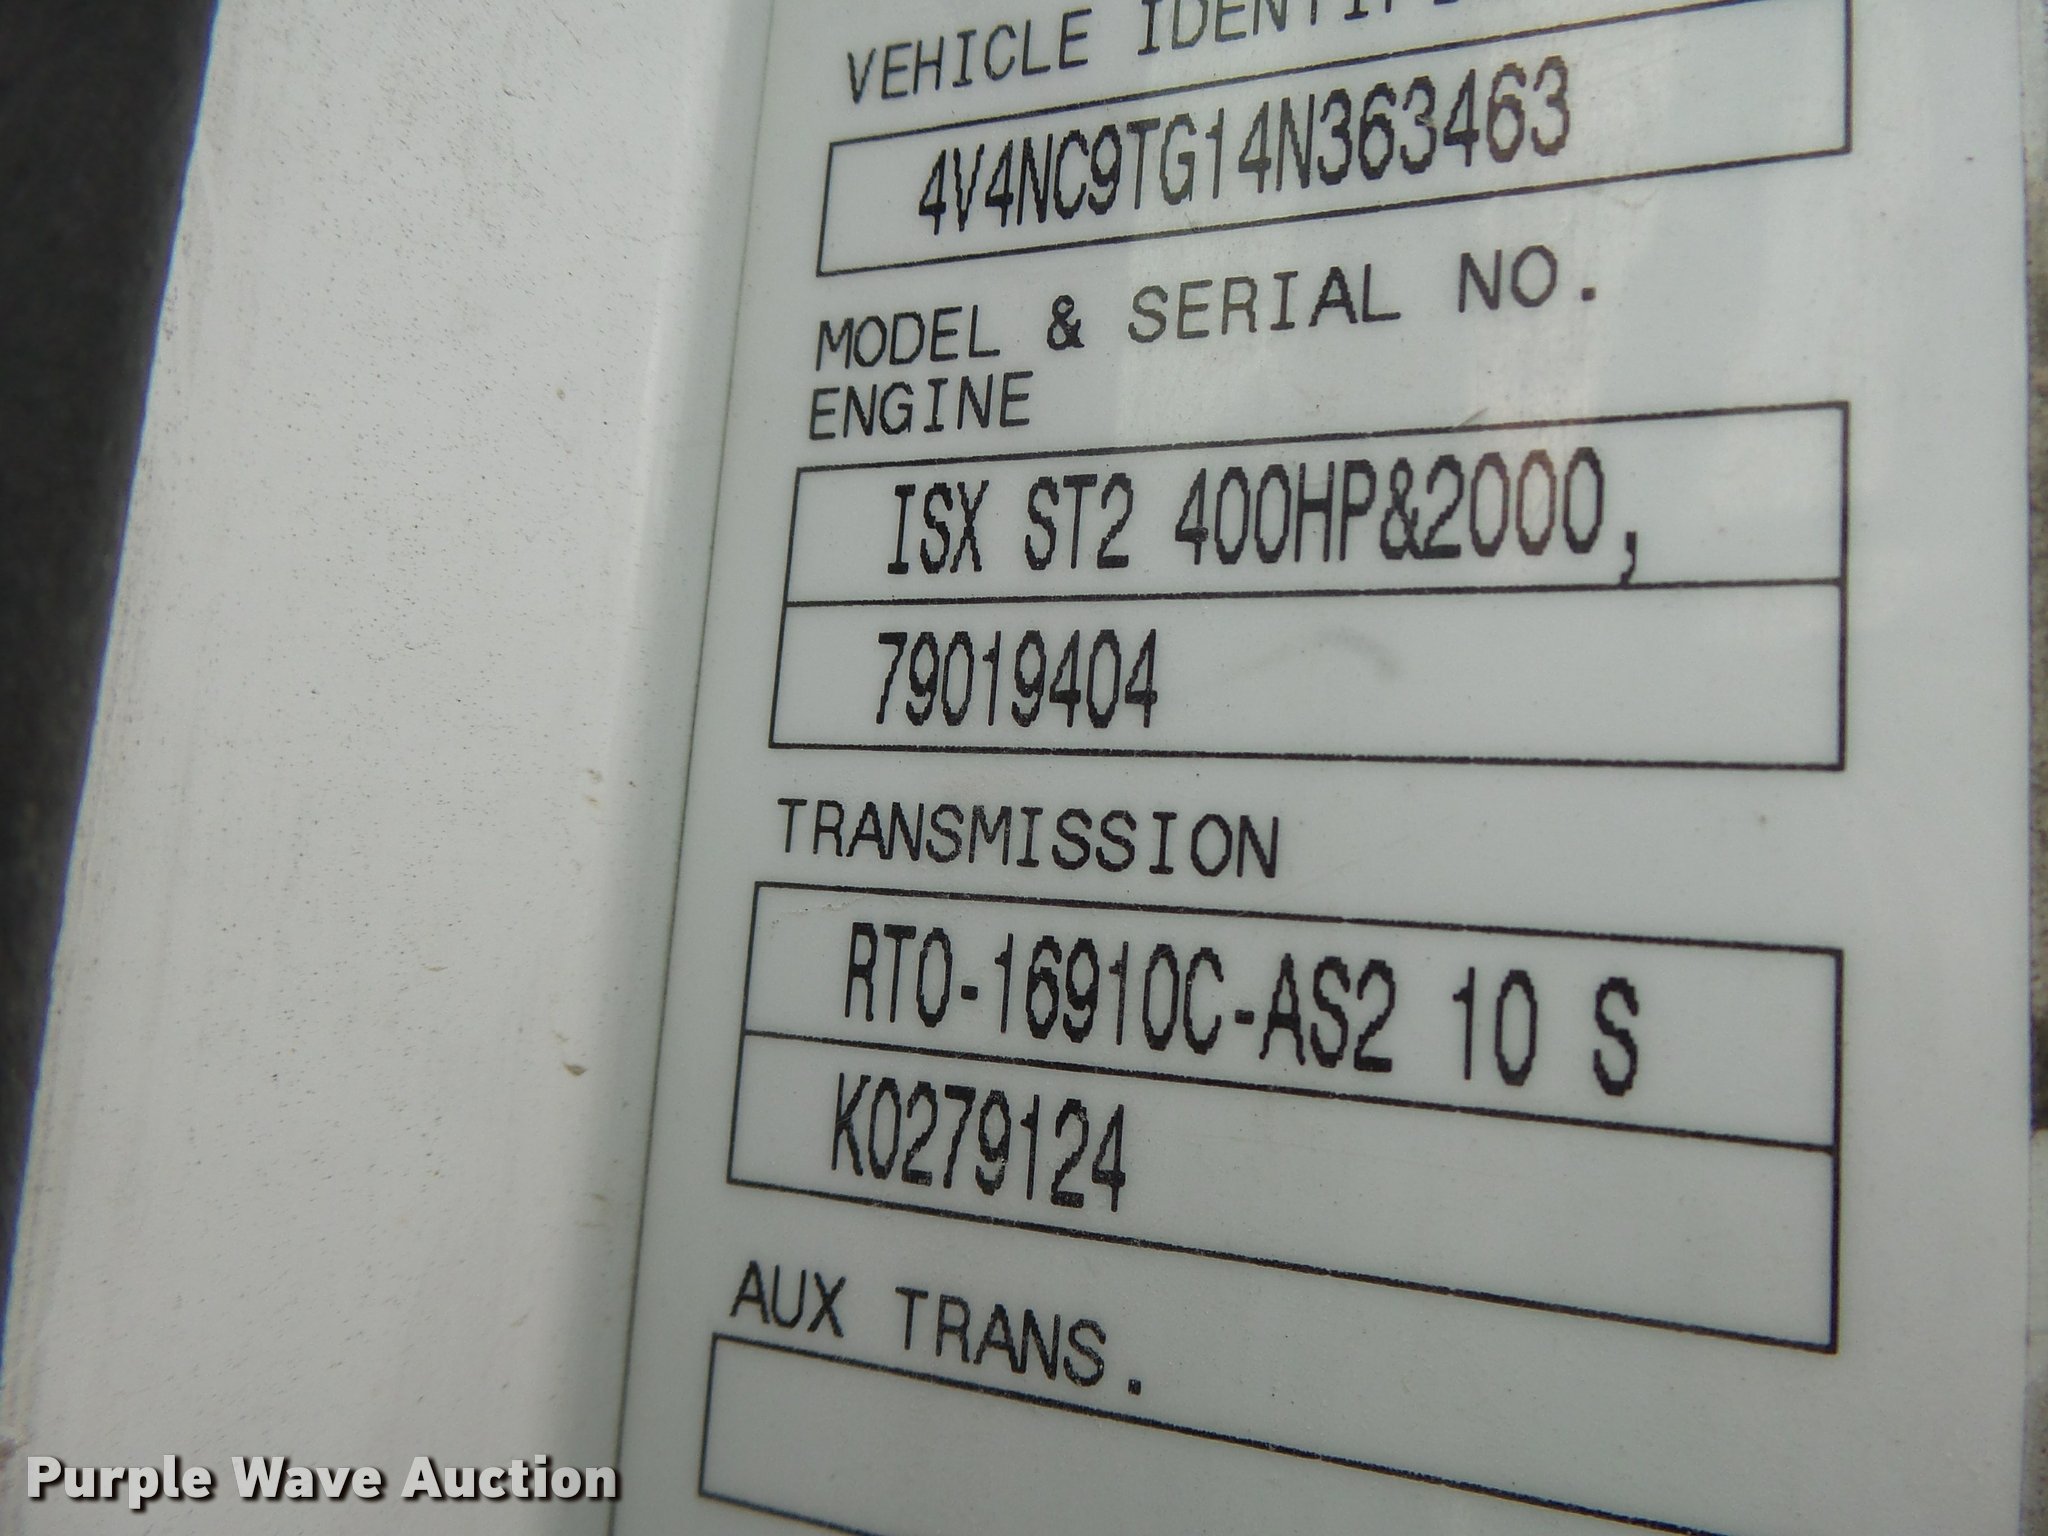 VEHICLE IDENTIFI
4V4NC9TG14N363463
MODEL & SERIAL NO.
ENGINE
ISX ST2 400HP&2000,
79019404
TRANSMISSION
RTO-16910C-AS2 10 S
K0279124
AUX TRANS.
Purple Wave Auction